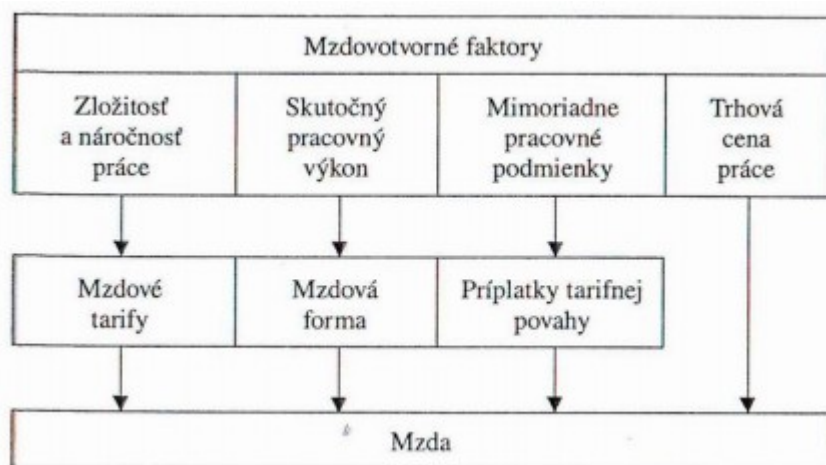 Mzdovotvorné faktory
Zložitosť
a náročnosť
práce
Skutočný
pracovný
výkon
Mimoriadne
pracovné
podmienky
Trhová
cena
práce
Mzdové
tarify
Mzdová
forma
Príplatky tarifnej
povahy
Mzda